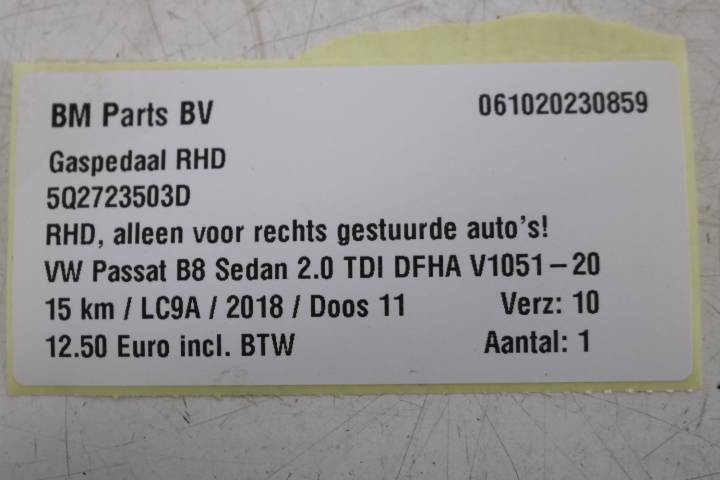 BM Parts BV 061020230859
Gaspedaal RHD
5Q2723503D
RHD, alleen voor rechts gestuurde auto's!
VW Passat B8 Sedan 2.0 TDI DFHA V1051-20
15 km / LC9A / 2018 / Doos 11 Verz: 10
12.50 Euro incl. BTW Aantal: 1